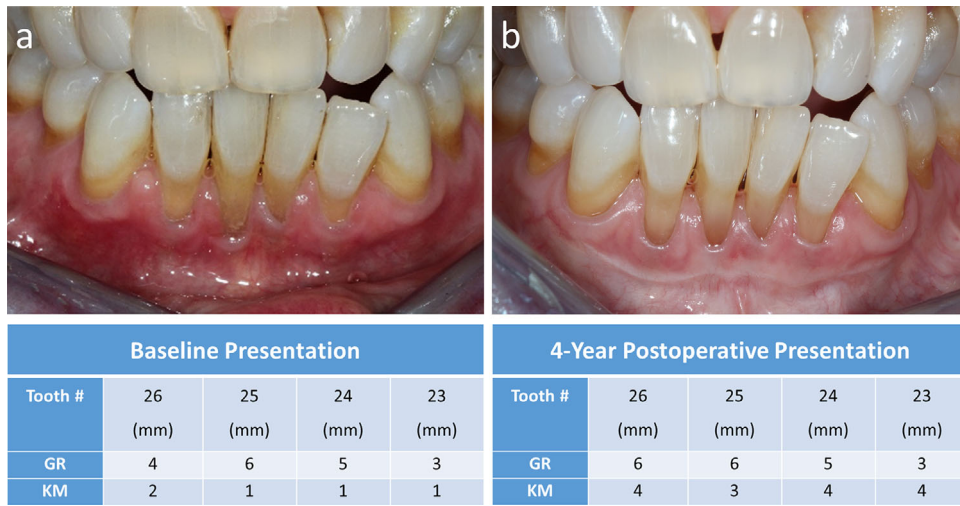 a
b
Baseline Presentation
Tooth # 26 (mm) 25 (mm) 24 (mm) 23 (mm)
GR 4 6 5 3
KM 2 1 1 1
4-Year Postoperative Presentation
Tooth # 26 (mm) 25 (mm) 24 (mm) 23 (mm)
GR 6 6 5 3
KM 4 3 4 4